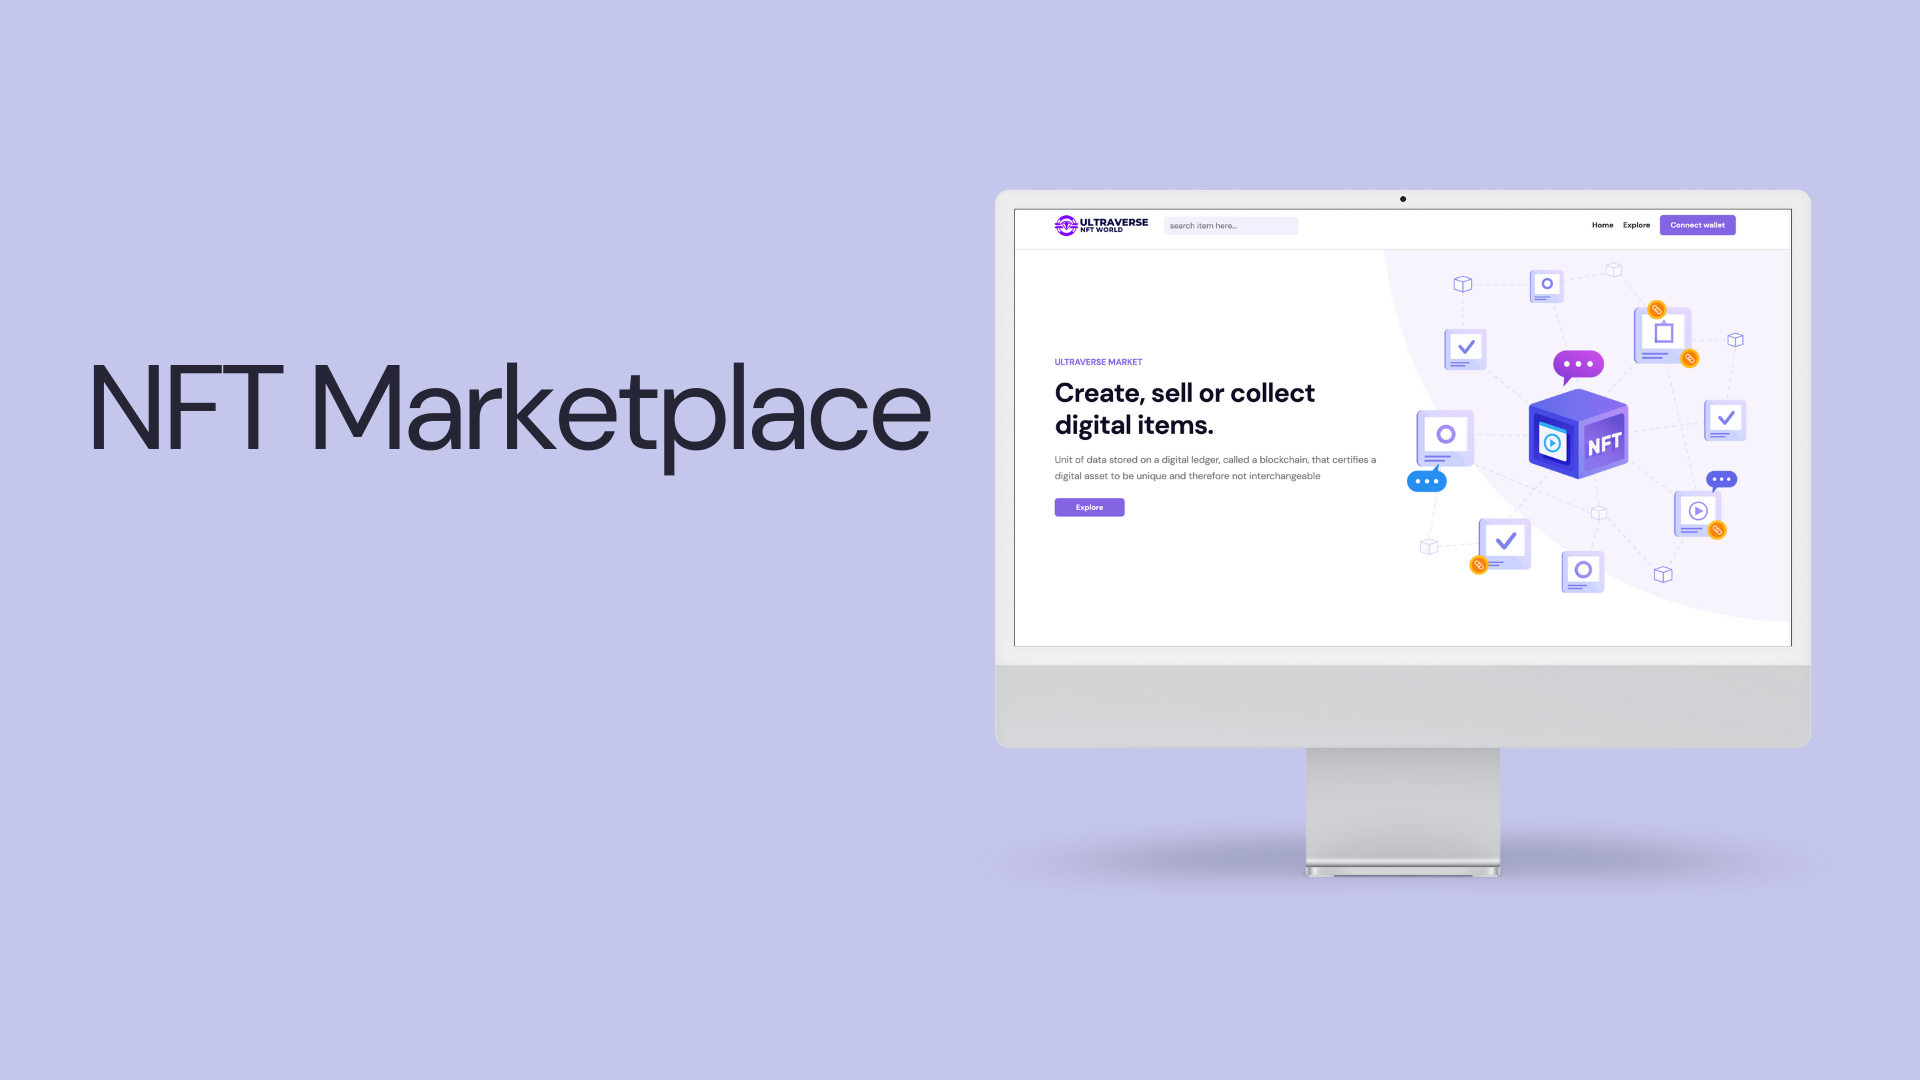 NFT Marketplace
ULTRAVERSE
NFT WORLD
search item here...
Home
Explore
Connect wallet
ULTRAVERSE MARKET
Create, sell or collect
digital items.
Unit of data stored on a digital ledger, called a blockchain, that certifies a
digital asset to be unique and therefore not interchangeable
Explore
NFT